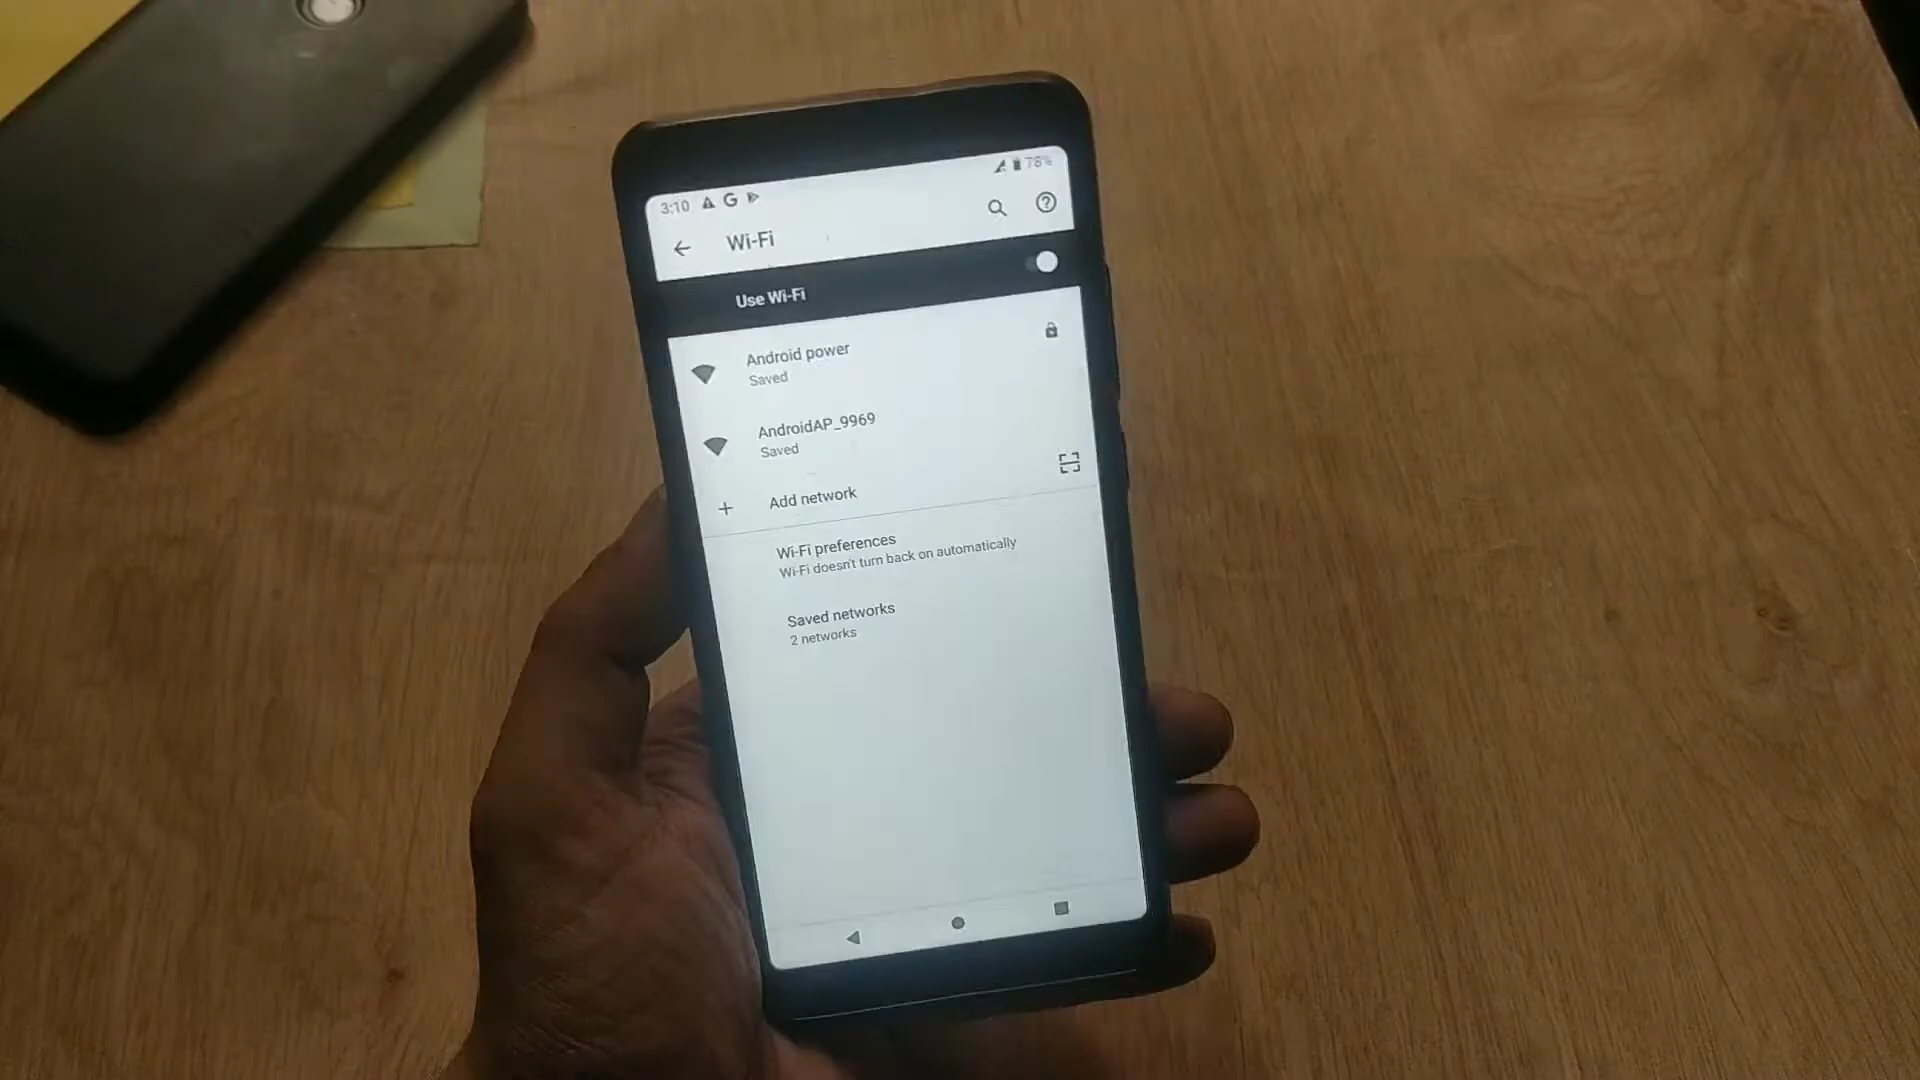 3:10 G 78%
Wi-Fi
Use Wi-Fi
Android power
Saved
AndroidAP_9969
Saved
Add network
Wi-Fi preferences
Wi-Fi doesn't turn back on automatically
Saved networks
2 networks